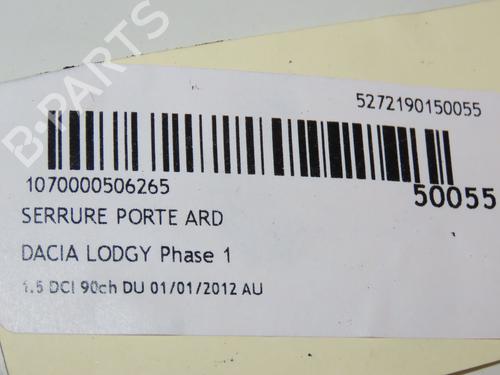 B-PARTS
5272190150055
1070000506265
50055
SERRURE PORTE ARD
DACIA LODGY Phase 1
1.5 DCI 90ch DU 01/01/2012 AU